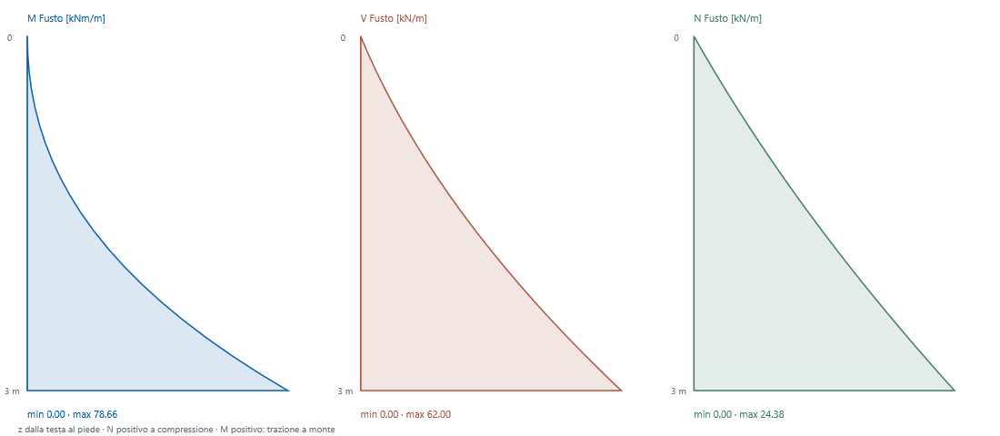 M Fusto [kNm/m]
V Fusto [kN/m]
N Fusto [kN/m]
0
0
0
3 m
3 m
3 m
min 0.00 · max 78.66
min 0.00 · max 62.00
min 0.00 · max 24.38
z dalla testa al piede · N positivo a compressione · M positivo: trazione a monte